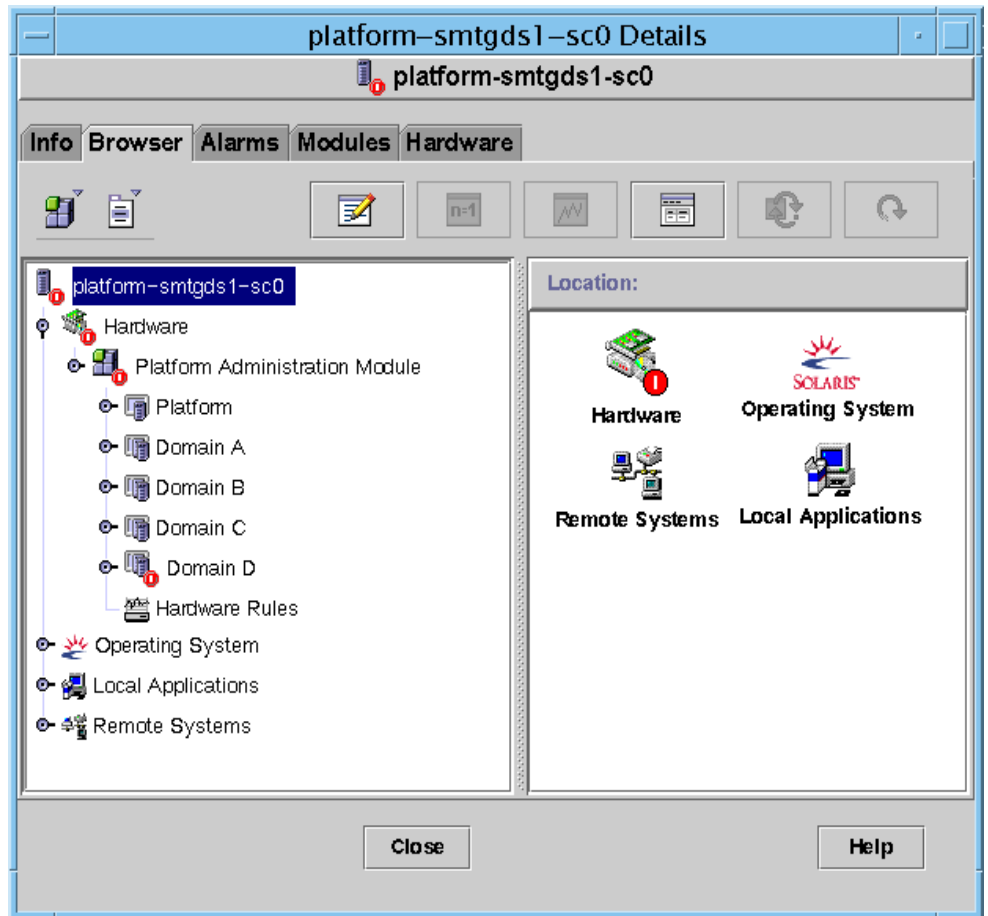 platform–smtgds1–sc0 Details
platform-smtgds1-sc0
Info Browser Alarms Modules Hardware
n=1
platform–smtgds1–sc0
Hardware
Platform Administration Module
Platform
Domain A
Domain B
Domain C
Domain D
Hardware Rules
Operating System
Local Applications
Remote Systems
Location:
Hardware
SOLARIS
Operating System
Remote Systems
Local Applications
Close
Help